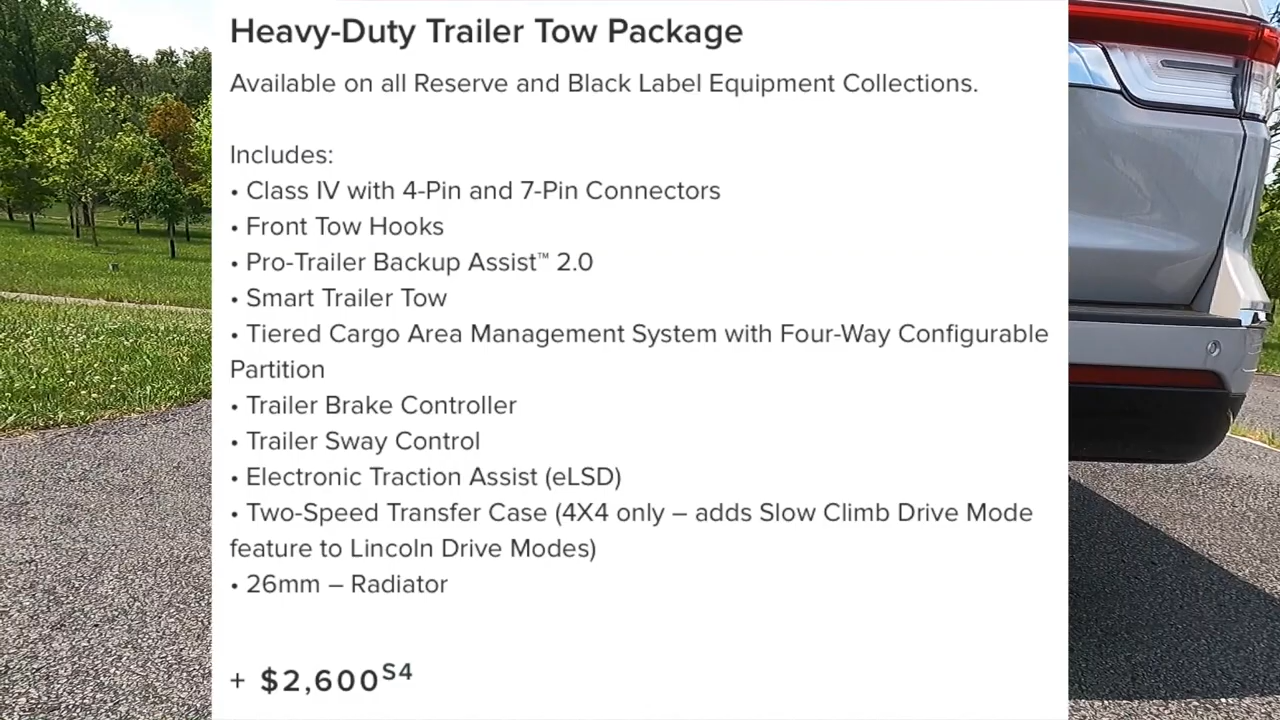 Heavy-Duty Trailer Tow Package
Available on all Reserve and Black Label Equipment Collections.
Includes:
• Class IV with 4-Pin and 7-Pin Connectors
• Front Tow Hooks
• Pro-Trailer Backup Assist™ 2.0
• Smart Trailer Tow
• Tiered Cargo Area Management System with Four-Way Configurable
Partition
• Trailer Brake Controller
• Trailer Sway Control
• Electronic Traction Assist (eLSD)
• Two-Speed Transfer Case (4X4 only – adds Slow Climb Drive Mode
feature to Lincoln Drive Modes)
• 26mm – Radiator
+ $2,600S4